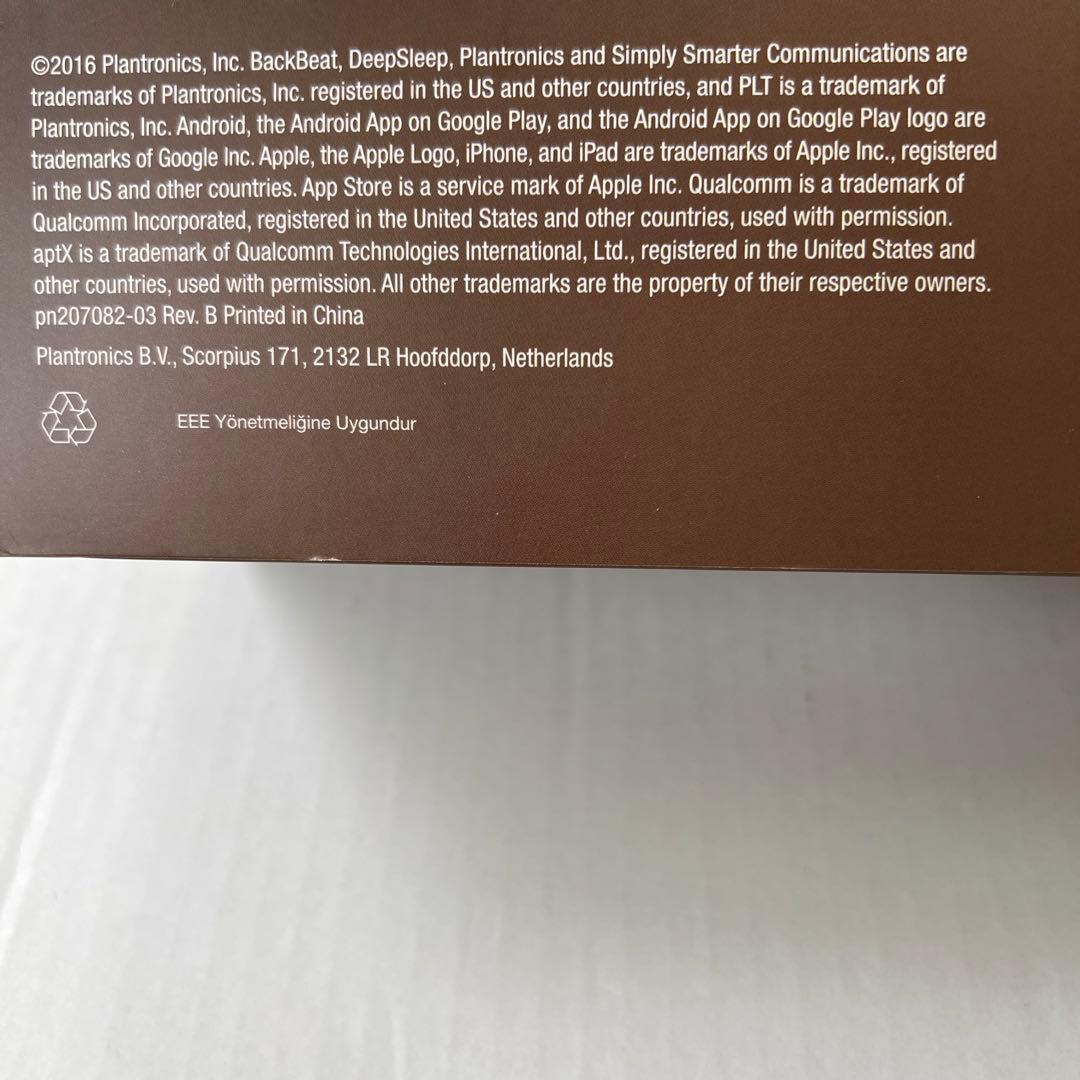 ©2016 Plantronics, Inc. BackBeat, DeepSleep, Plantronics and Simply Smarter Communications are
trademarks of Plantronics, Inc. registered in the US and other countries, and PLT is a trademark of
Plantronics, Inc. Android, the Android App on Google Play, and the Android App on Google Play logo are
trademarks of Google Inc. Apple, the Apple Logo, iPhone, and iPad are trademarks of Apple Inc., registered
in the US and other countries. App Store is a service mark of Apple Inc. Qualcomm is a trademark of
Qualcomm Incorporated, registered in the United States and other countries, used with permission.
aptX is a trademark of Qualcomm Technologies International, Ltd., registered in the United States and
other countries, used with permission. All other trademarks are the property of their respective owners.
pn207082-03 Rev. B Printed in China
Plantronics B.V., Scorpius 171, 2132 LR Hoofddorp, Netherlands
EEE Yönetmeliğine Uygundur